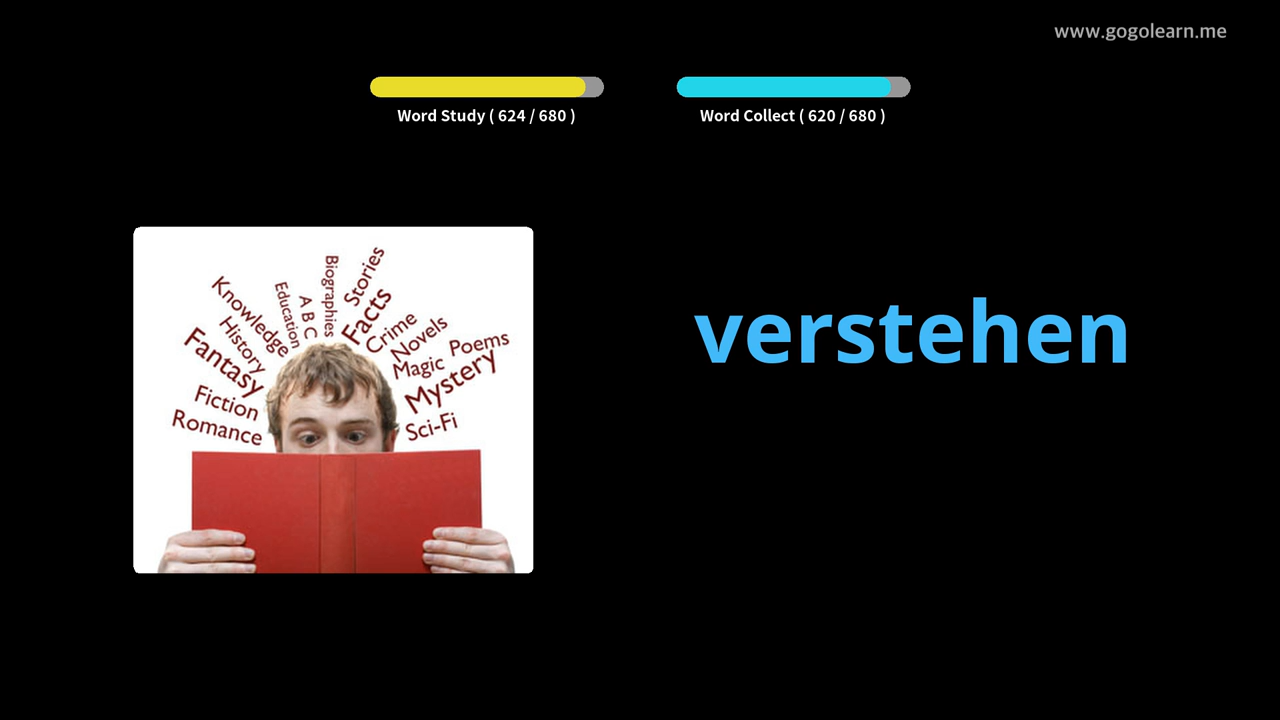 www.gogolearn.me
Word Study ( 624 / 680 )
Word Collect ( 620 / 680 )
verstehen
Biographies
Stories
Facts
Education
A B C
Knowledge
History
Crime
Novels
Fantasy
Magic
Poems
Mystery
Fiction
Romance
Sci-Fi